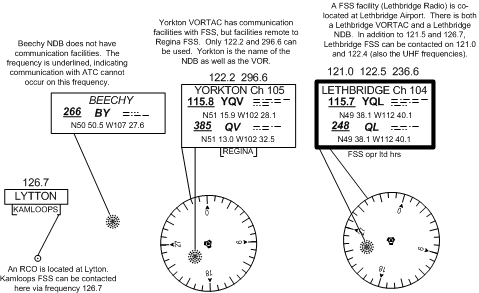 Beechy NDB does not have
communication facilities. The
frequency is underlined, indicating
communication with ATC cannot
occur on this frequency.
Yorkton VORTAC has communication
facilities with FSS, but facilities remote to
Regina FSS. Only 122.2 and 296.6 can
be used. Yorkton is the name of the
NDB as well as the VOR.
A FSS facility (Lethbridge Radio) is co-
located at Lethbridge Airport. There is both
a Lethbridge VORTAC and a Lethbridge
NDB. In addition to 121.5 and 126.7,
Lethbridge FSS can be contacted on 121.0
and 122.4 (also the UHF frequencies).
BEECHY
266 BY
N50 50.5 W107 27.6
122.2 296.6
YORKTON Ch 105
115.8 YQV
N51 15.9 W102 28.1
385 QV
N51 13.0 W102 32.5
REGINA
121.0 122.5 236.6
LETHBRIDGE CH 104
115.7 YQL
N49 38.1 W112 40.1
248 QL
N49 38.1 W112 40.1
FSS opr ltd hrs
126.7
LYTTON
KAMLOOPS
An RCO is located at Lytton.
Kamloops FSS can be contacted
here via frequency 126.7
0
9
18
27
0
9
18
27